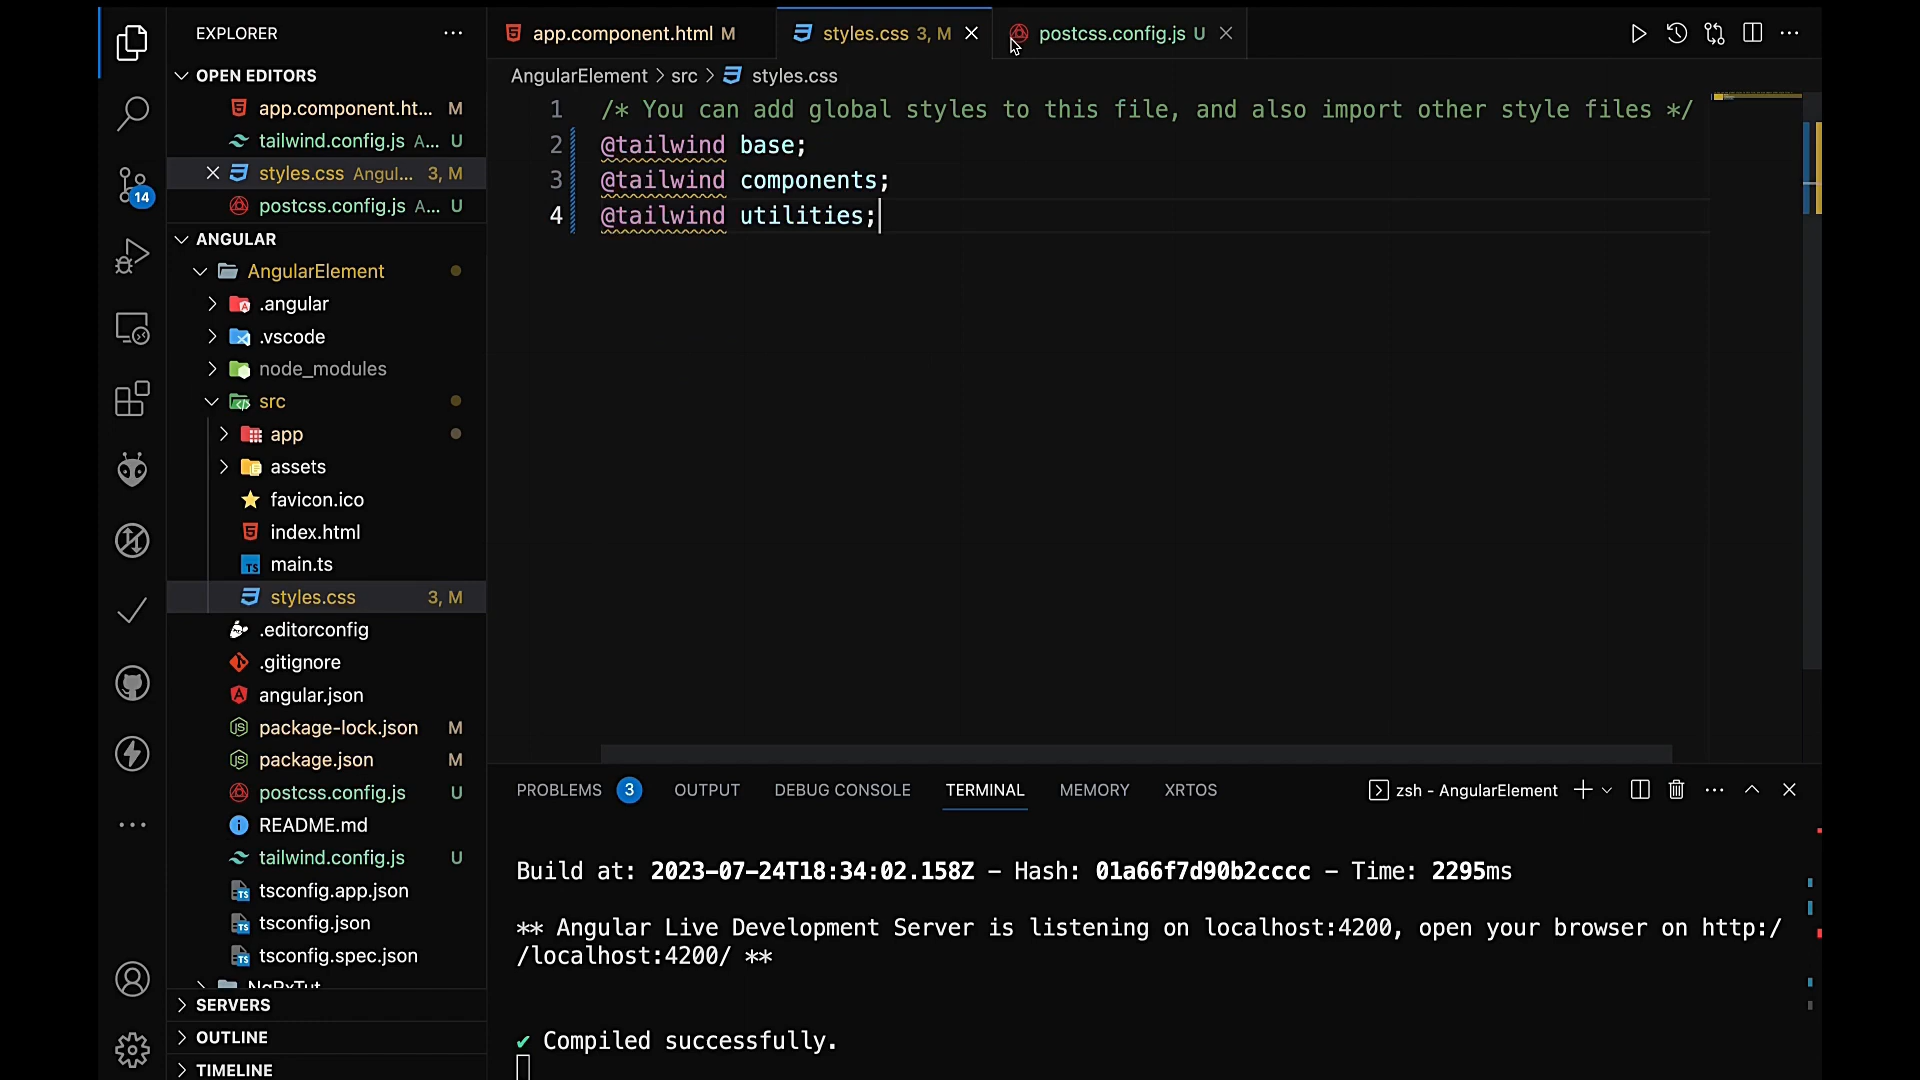 EXPLORER
OPEN EDITORS
app.component.ht... M
tailwind.config.js A... U
styles.css Angul... 3, M
postcss.config.js A... U
ANGULAR
AngularElement
.angular
.vscode
node_modules
src
app
assets
favicon.ico
index.html
main.ts
styles.css 3, M
.editorconfig
.gitignore
angular.json
package-lock.json M
package.json M
postcss.config.js U
README.md
tailwind.config.js U
tsconfig.app.json
tsconfig.json
tsconfig.spec.json
NgRxTut
SERVERS
OUTLINE
TIMELINE
14
app.component.html M
styles.css 3, M
postcss.config.js U
AngularElement > src > styles.css
1 /* You can add global styles to this file, and also import other style files */
2 @tailwind base;
3 @tailwind components;
4 @tailwind utilities;
PROBLEMS 3 OUTPUT DEBUG CONSOLE TERMINAL MEMORY XRTOS
zsh - AngularElement
Build at: 2023-07-24T18:34:02.158Z - Hash: 01a66f7d90b2cccc - Time: 2295ms
** Angular Live Development Server is listening on localhost:4200, open your browser on http:/
/localhost:4200/ **
✔ Compiled successfully.